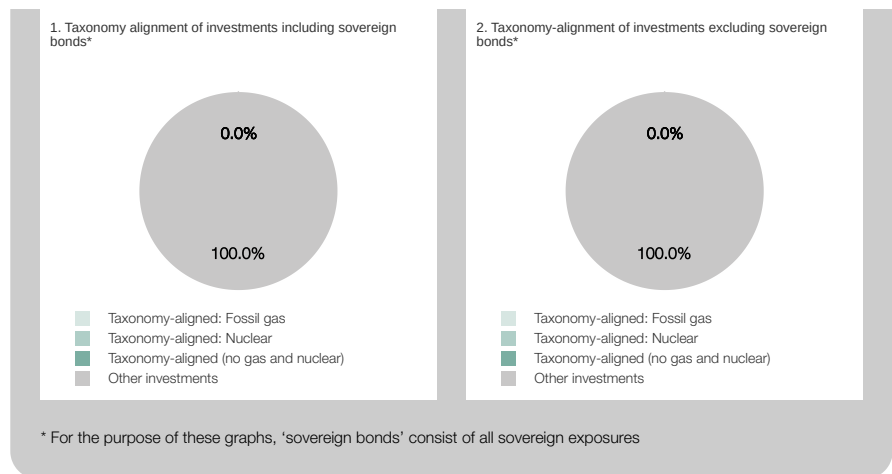 1. Taxonomy alignment of investments including sovereign
bonds*
0.0%
100.0%
Taxonomy-aligned: Fossil gas
Taxonomy-aligned: Nuclear
Taxonomy-aligned (no gas and nuclear)
Other investments
2. Taxonomy-alignment of investments excluding sovereign
bonds*
0.0%
100.0%
Taxonomy-aligned: Fossil gas
Taxonomy-aligned: Nuclear
Taxonomy-aligned (no gas and nuclear)
Other investments
* For the purpose of these graphs, ‘sovereign bonds’ consist of all sovereign exposures